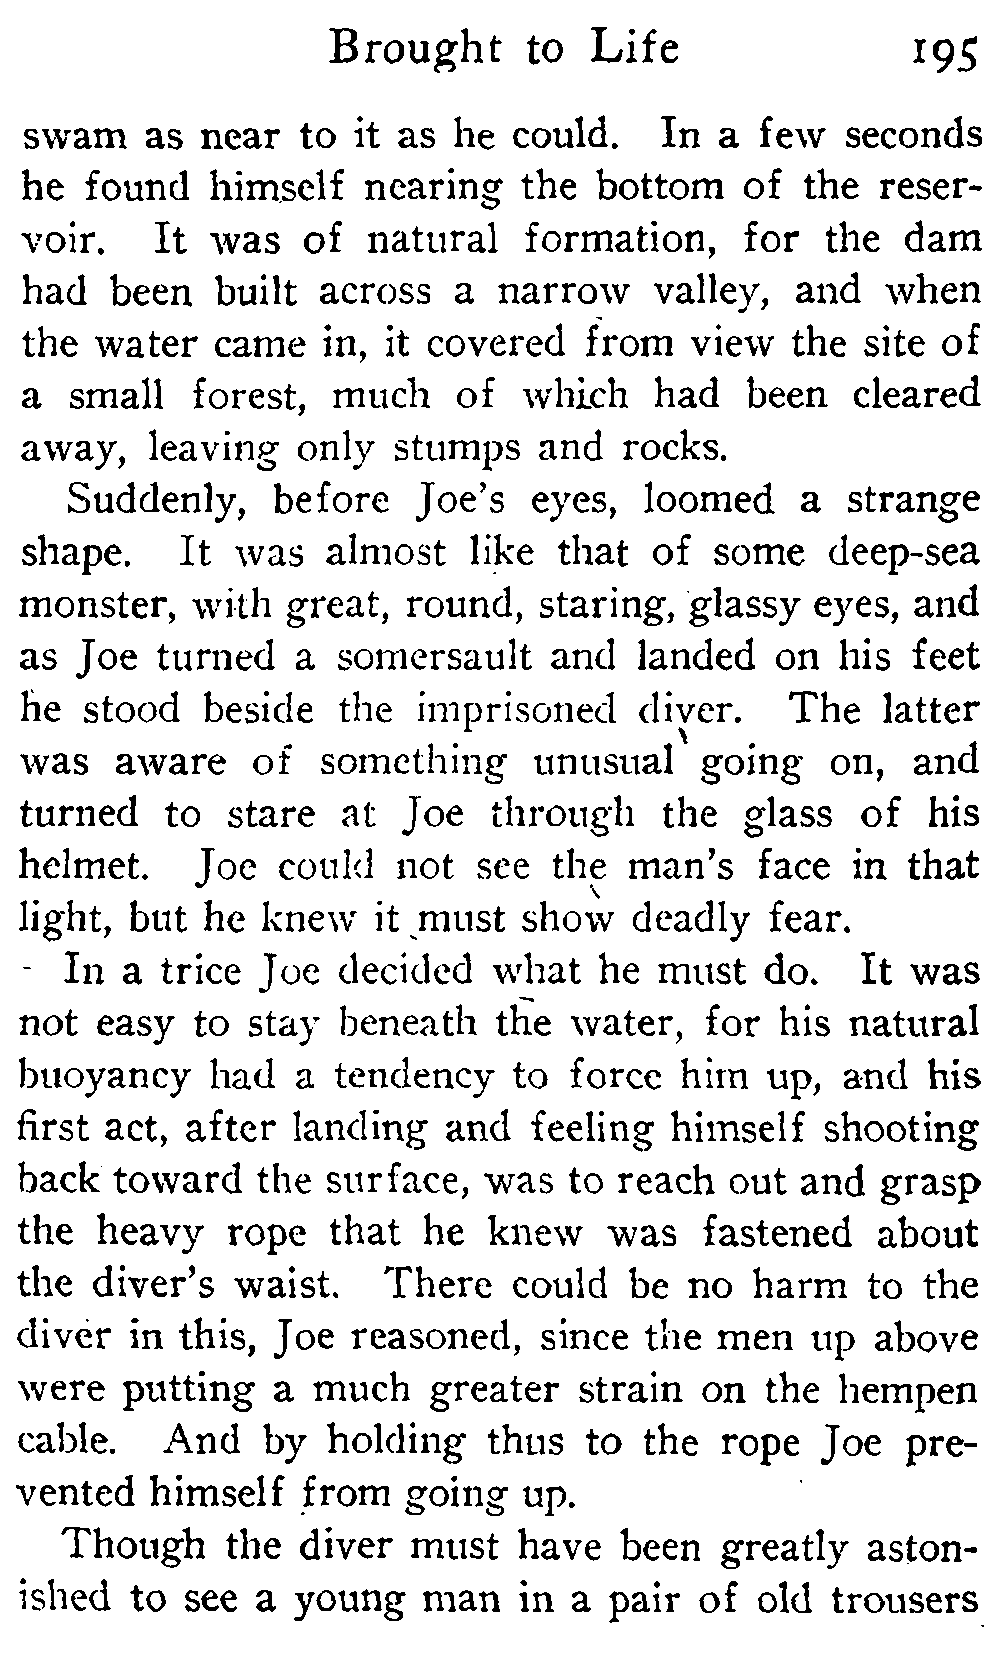 Brought to Life 195
swam as near to it as he could. In a few seconds
he found himself nearing the bottom of the reser-
voir. It was of natural formation, for the dam
had been built across a narrow valley, and when
the water came in, it covered from view the site of
a small forest, much of which had been cleared
away, leaving only stumps and rocks.
Suddenly, before Joe's eyes, loomed a strange
shape. It was almost like that of some deep-sea
monster, with great, round, staring, glassy eyes, and
as Joe turned a somersault and landed on his feet
he stood beside the imprisoned diver. The latter
was aware of something unusual going on, and
turned to stare at Joe through the glass of his
helmet. Joe could not see the man's face in that
light, but he knew it must show deadly fear.
In a trice Joe decided what he must do. It was
not easy to stay beneath the water, for his natural
buoyancy had a tendency to force him up, and his
first act, after landing and feeling himself shooting
back toward the surface, was to reach out and grasp
the heavy rope that he knew was fastened about
the diver's waist. There could be no harm to the
diver in this, Joe reasoned, since the men up above
were putting a much greater strain on the hempen
cable. And by holding thus to the rope Joe pre-
vented himself from going up.
Though the diver must have been greatly aston-
ished to see a young man in a pair of old trousers